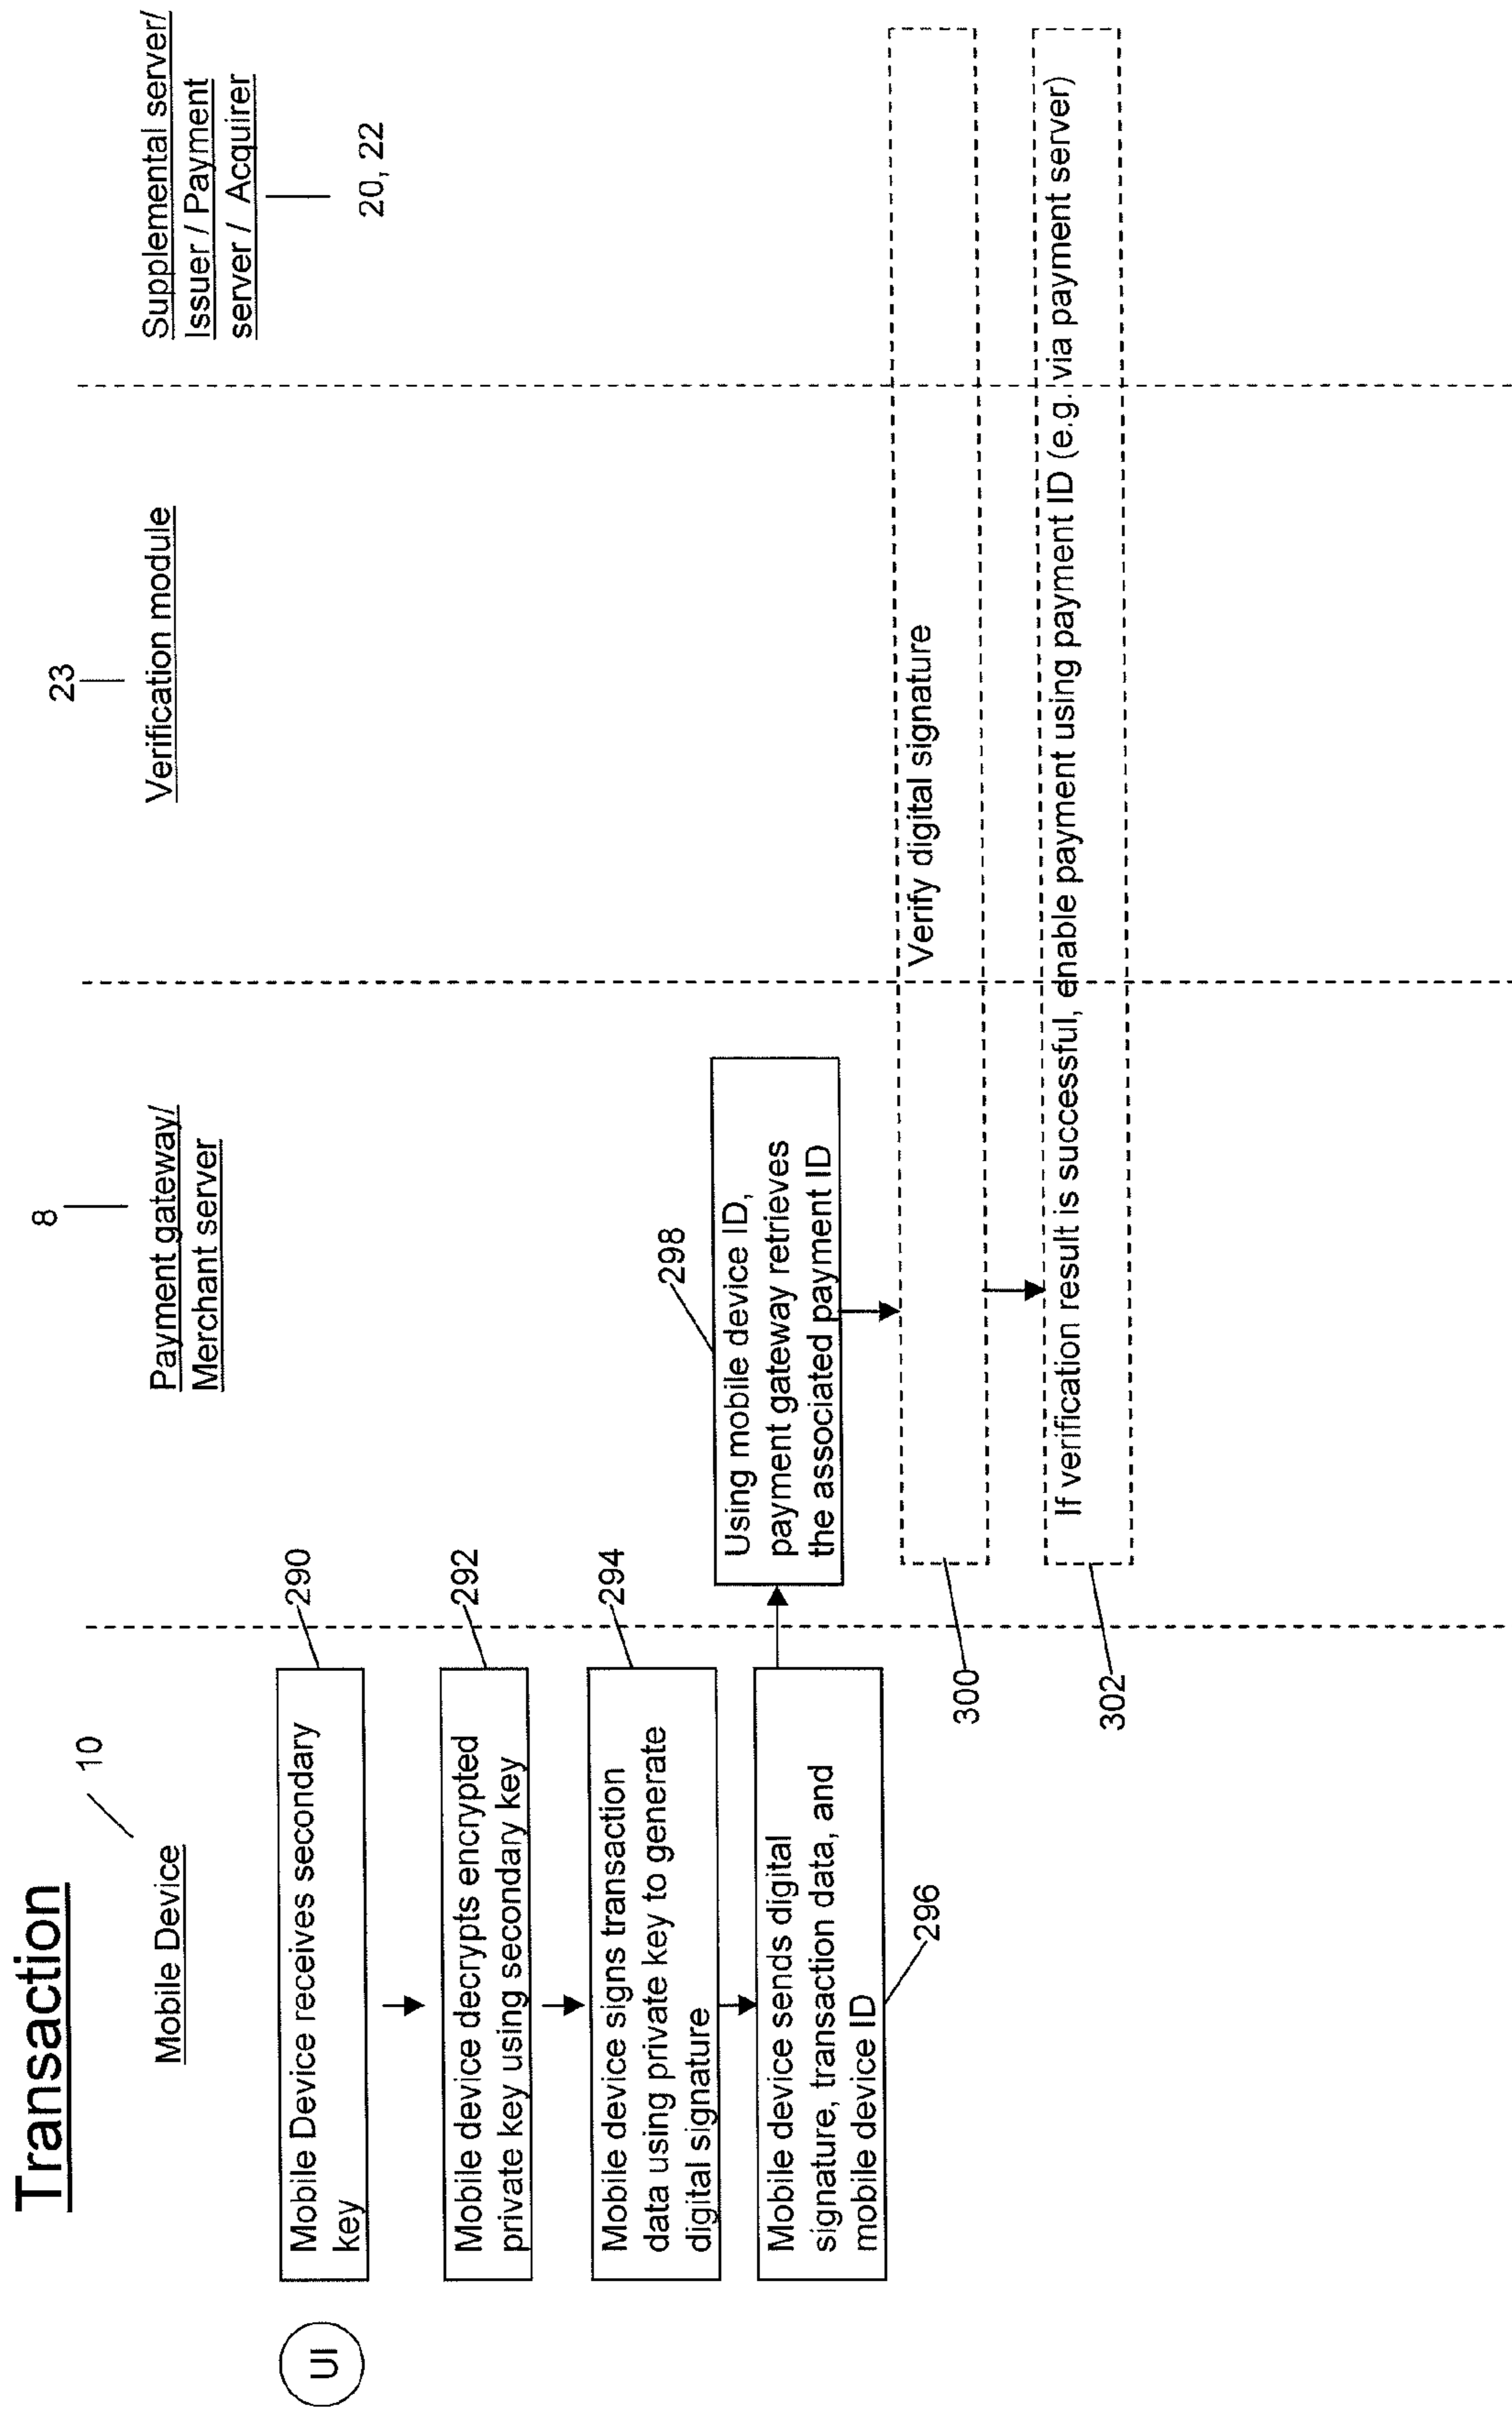 Transaction
10
Mobile Device
8
Payment gateway/
Merchant server
23
Verification module
Supplemental server/
Issuer / Payment
server / Acquirer
20, 22
UI
Mobile Device receives secondary
key
290
Mobile device decrypts encrypted
private key using secondary key
292
Mobile device signs transaction
data using private key to generate
digital signature
294
Mobile device sends digital
signature, transaction data, and
mobile device ID
296
Using mobile device ID,
payment gateway retrieves
the associated payment ID
298
Verify digital signature
300
If verification result is successful, enable payment using payment ID (e.g. via payment server)
302